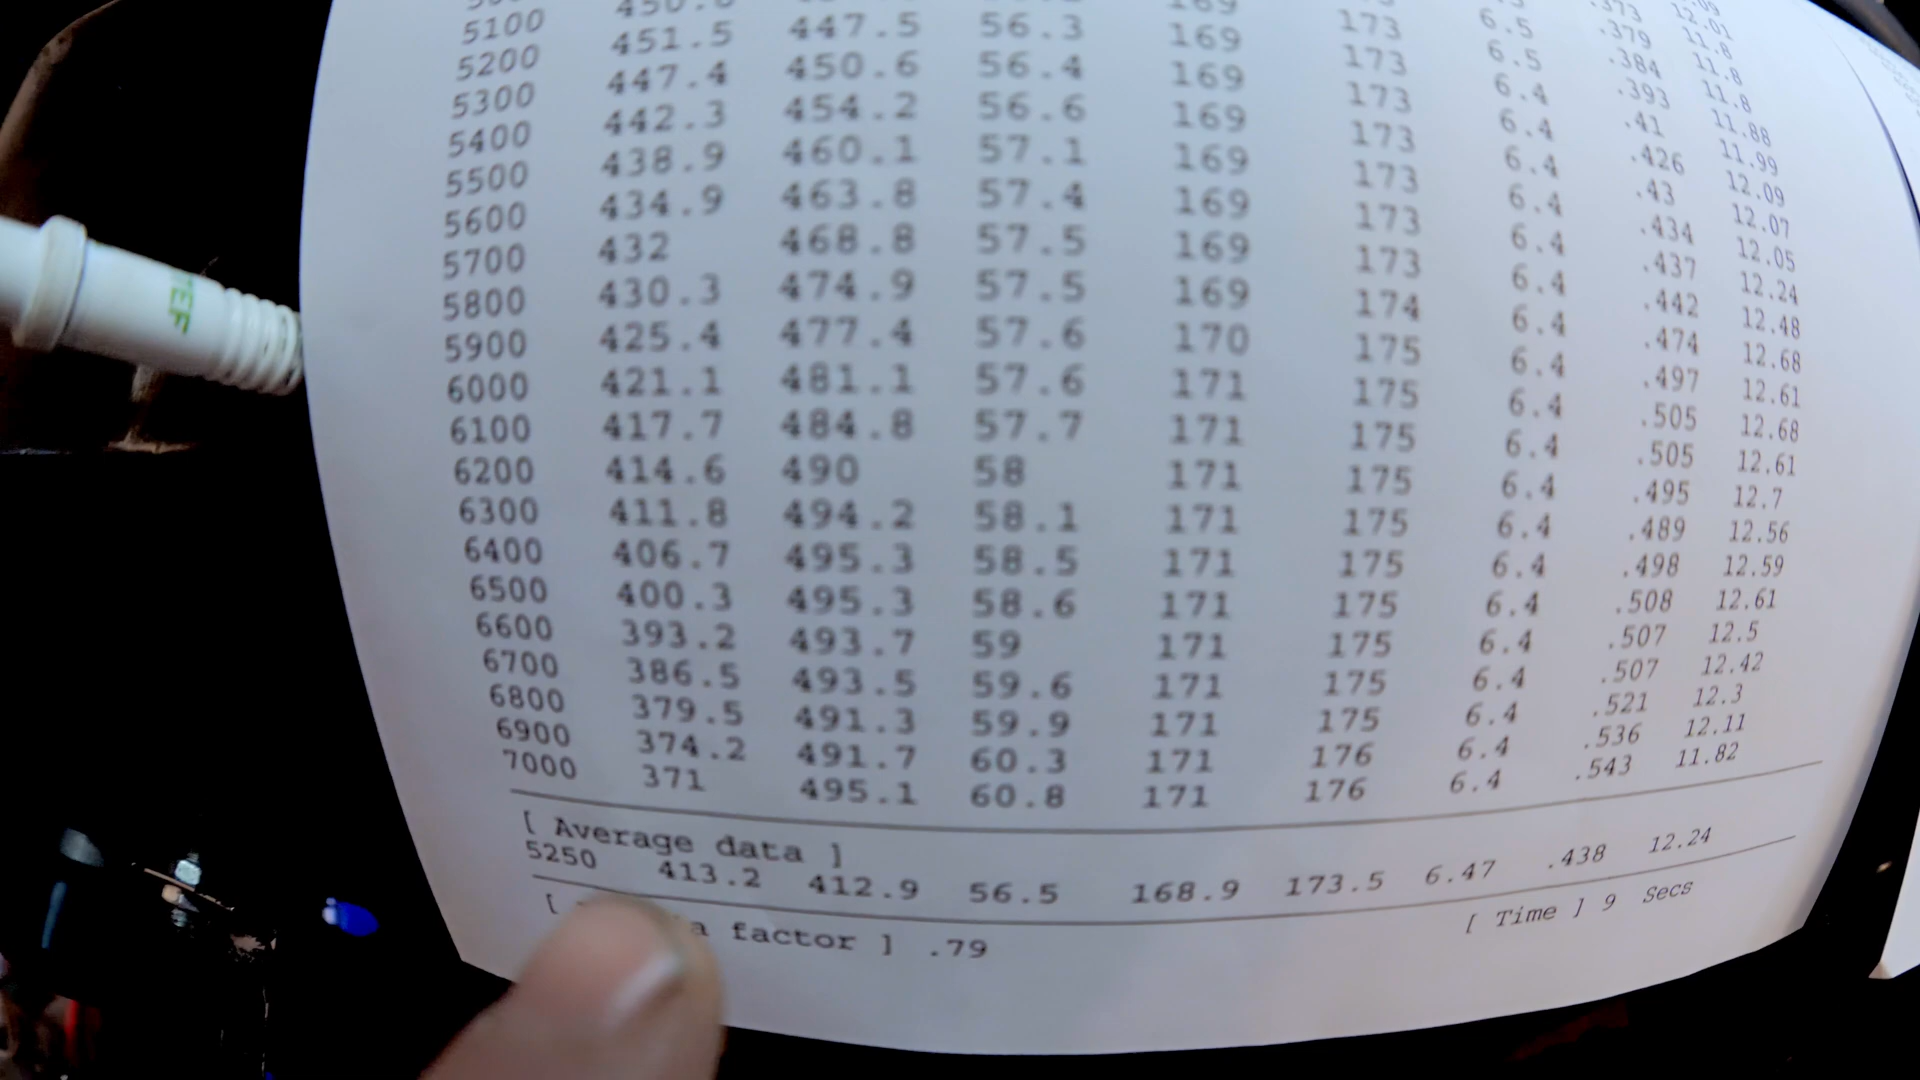 12.01
.373 11.8
.379 11.8
6.5 .384 11.8
5100 173 6.5 .393 11.88
5200 451.5 447.5 56.3 169 173 6.4 .41 11.99
5300 447.4 450.6 56.4 169 173 6.4 .426 12.09
5400 442.3 454.2 56.6 169 173 6.4 .43 12.07
5500 438.9 460.1 57.1 169 173 6.4 .434 12.05
5600 434.9 463.8 57.4 169 173 6.4 .437 12.24
5700 432 468.8 57.5 169 173 6.4 .442 12.48
5800 430.3 474.9 57.5 169 174 6.4 .474 12.68
5900 425.4 477.4 57.6 170 175 6.4 .497 12.61
6000 421.1 481.1 57.6 171 175 6.4 .505 12.68
6100 417.7 484.8 57.7 171 175 6.4 .505 12.61
6200 414.6 490 58 171 175 6.4 .495 12.7
6300 411.8 494.2 58.1 171 175 6.4 .489 12.56
6400 406.7 495.3 58.5 171 175 6.4 .498 12.59
6500 400.3 495.3 58.6 171 175 6.4 .508 12.61
6600 393.2 493.7 59 171 175 6.4 .507 12.5
6700 386.5 493.5 59.6 171 175 6.4 .507 12.42
6800 379.5 491.3 59.9 171 175 6.4 .521 12.3
6900 374.2 491.7 60.3 171 176 6.4 .536 12.11
7000 371 495.1 60.8 171 176 6.4 .543 11.82
[ Average data ]
5250 413.2 412.9 56.5 168.9 173.5 6.47 .438 12.24
[ factor ] .79 [ Time ] 9 Secs
TEF